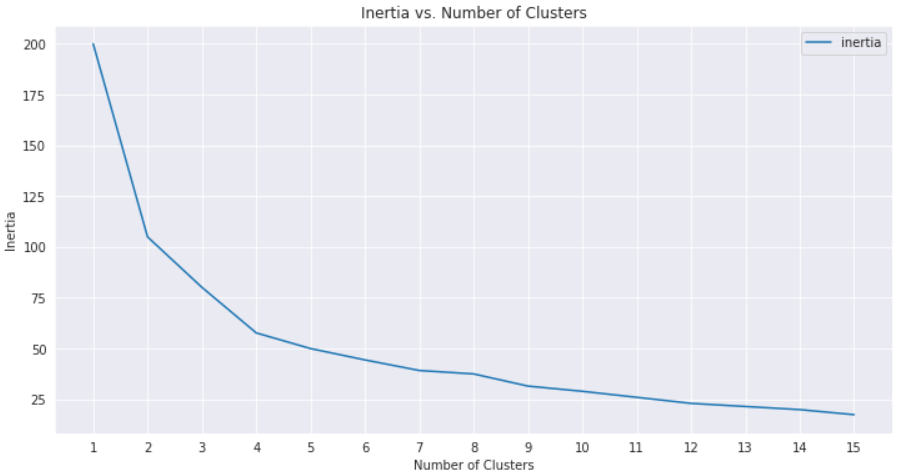 Inertia vs. Number of Clusters
inertia
200
175
150
125
100
75
50
25
Inertia
1 2 3 4 5 6 7 8 9 10 11 12 13 14 15
Number of Clusters